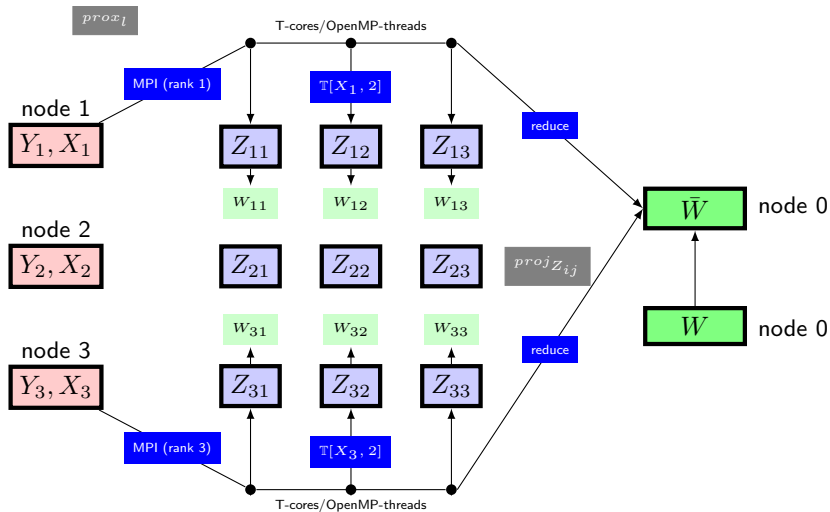 prox_l
T-cores/OpenMP-threads
MPI (rank 1)
𝕋[X_1, 2]
node 1
Y_1, X_1
Z_11 Z_12 Z_13
reduce
W_11 W_12 W_13
W̄ node 0
node 2
Y_2, X_2
Z_21 Z_22 Z_23
proj_{Z_ij}
W_31 W_32 W_33
W node 0
reduce
node 3
Y_3, X_3
Z_31 Z_32 Z_33
MPI (rank 3)
𝕋[X_3, 2]
T-cores/OpenMP-threads